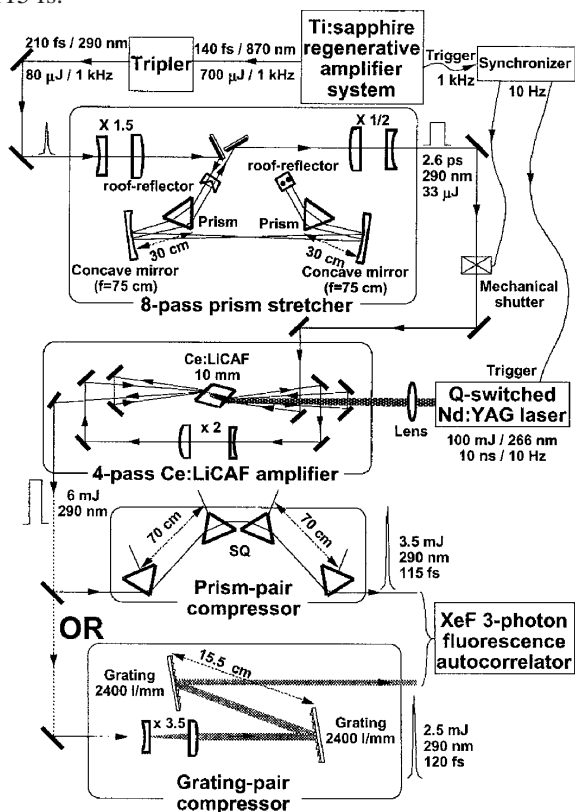 115 fs.
210 fs / 290 nm
80 μJ / 1 kHz
Tripler
140 fs / 870 nm
700 μJ / 1 kHz
Ti:sapphire
regenerative
amplifier
system
Trigger
1 kHz
Synchronizer
10 Hz
X 1.5
roof-reflector
X 1/2
roof-reflector
2.6 ps
290 nm
33 μJ
Prism
Prism
30 cm
30 cm
Concave mirror
(f=75 cm)
Concave mirror
(f=75 cm)
8-pass prism stretcher
Mechanical
shutter
Ce:LiCAF
10 mm
x 2
4-pass Ce:LiCAF amplifier
Lens
Trigger
Q-switched
Nd:YAG laser
100 mJ / 266 nm
10 ns / 10 Hz
6 mJ
290 nm
70 cm
70 cm
SQ
Prism-pair
compressor
3.5 mJ
290 nm
115 fs
OR
XeF 3-photon
fluorescence
autocorrelator
15.5 cm
Grating
2400 l/mm
x 3.5
Grating
2400 l/mm
Grating-pair
compressor
2.5 mJ
290 nm
120 fs